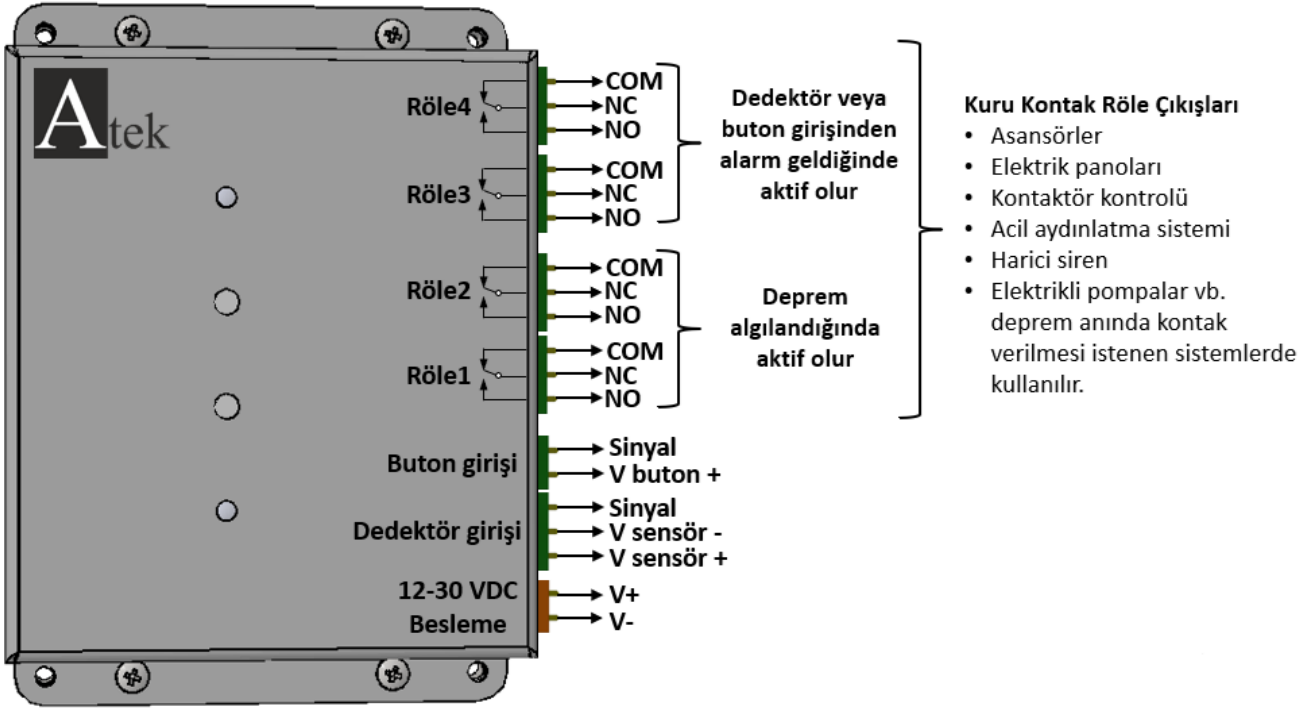 Atek
Röle4
COM
NC
NO
Röle3
COM
NC
NO
Dedektör veya
buton girişinden
alarm geldiğinde
aktif olur
Röle2
COM
NC
NO
Röle1
COM
NC
NO
Deprem
algılandığında
aktif olur
Kuru Kontak Röle Çıkışları
• Asansörler
• Elektrik panoları
• Kontaktör kontrolü
• Acil aydınlatma sistemi
• Harici siren
• Elektrikli pompalar vb.
deprem anında kontak
verilmesi istenen sistemlerde
kullanılır.
Buton girişi
Sinyal
V buton +
Dedektör girişi
Sinyal
V sensör -
V sensör +
12-30 VDC
Besleme
V+
V-